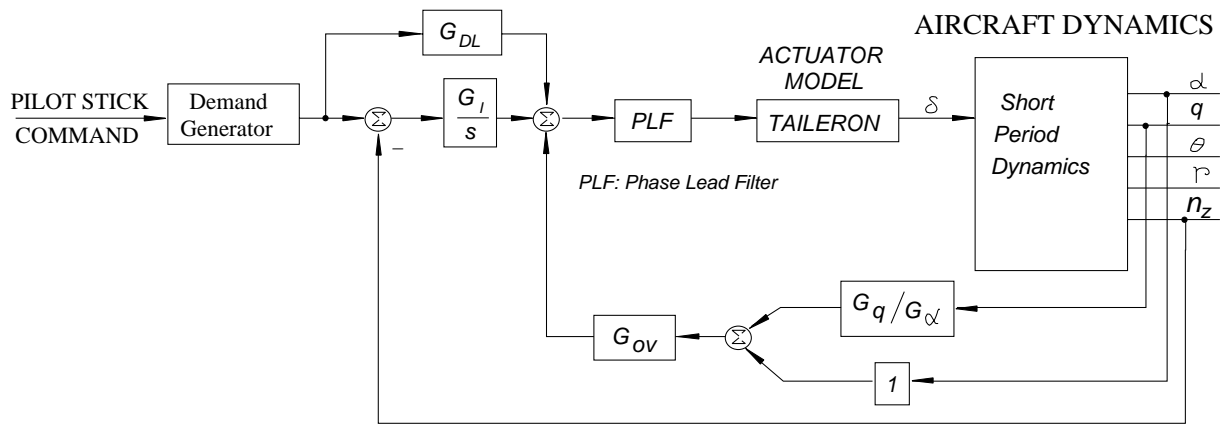 AIRCRAFT DYNAMICS
G_DL
ACTUATOR
MODEL
PILOT STICK
COMMAND
Demand
Generator
Σ
G_I
s
Σ
PLF
TAILERON
δ
Short
Period
Dynamics
α
q
θ
r
n_z
–
PLF: Phase Lead Filter
G_q/G_α
G_ov
Σ
1